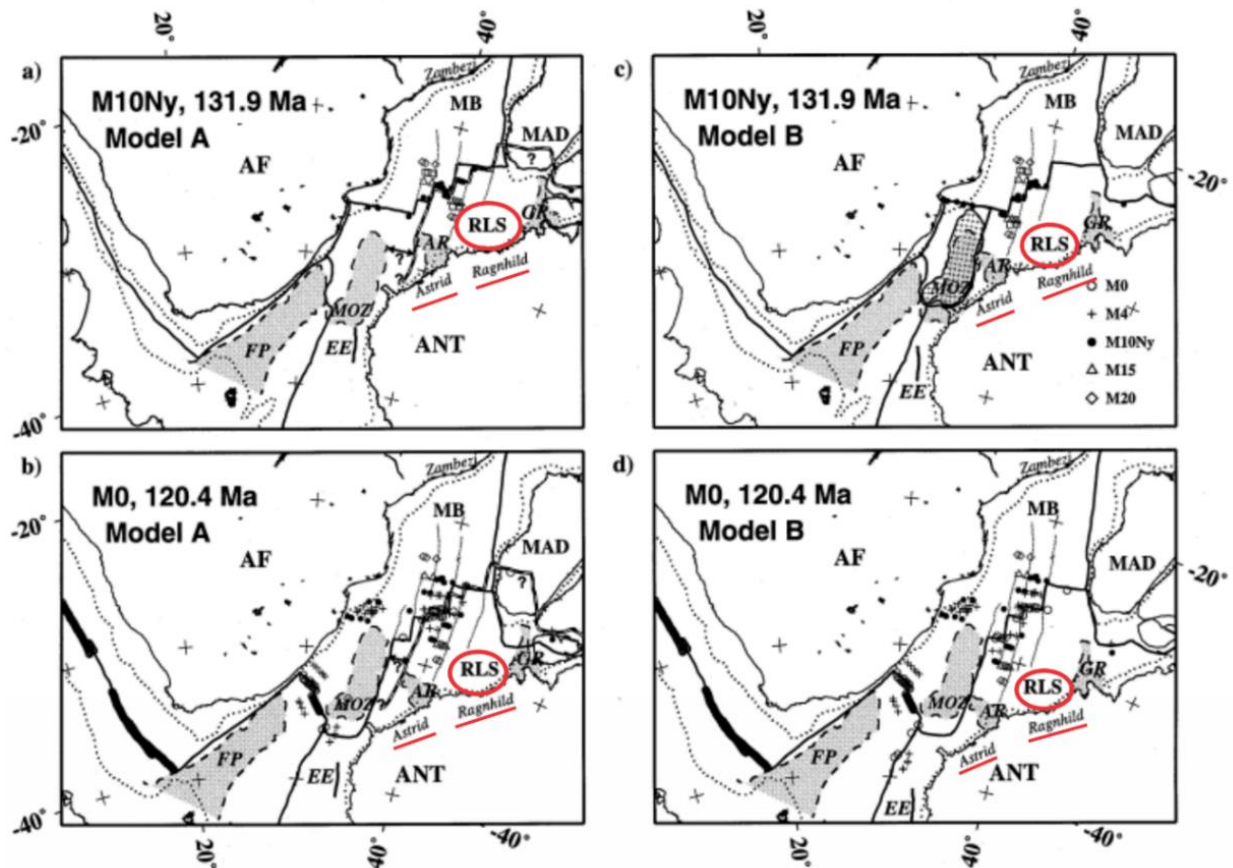 20°
-40°
a)
M10Ny, 131.9 Ma
Model A
Zambezi
MB
-20°
AF
MAD
?
GR
RLS
AR
?
Astrid
Ragnhild
MOZ
FP
EE
ANT
-40°
20°
-40°
c)
M10Ny, 131.9 Ma
Model B
Zambezi
MB
MAD
-20°
AF
GR
RLS
AR
Ragnhild
MOZ
Astrid
M0
M4
M10Ny
M15
M20
FP
EE
ANT
b)
M0, 120.4 Ma
Model A
Zambezi
MB
-20°
AF
MAD
?
GR
RLS
?
AR
MOZ
Ragnhild
Astrid
FP
EE
ANT
-40°
20°
-40°
d)
M0, 120.4 Ma
Model B
Zambezi
MB
MAD
-20°
AF
GR
RLS
AR
MOZ
Ragnhild
Astrid
FP
EE
ANT
20°
-40°